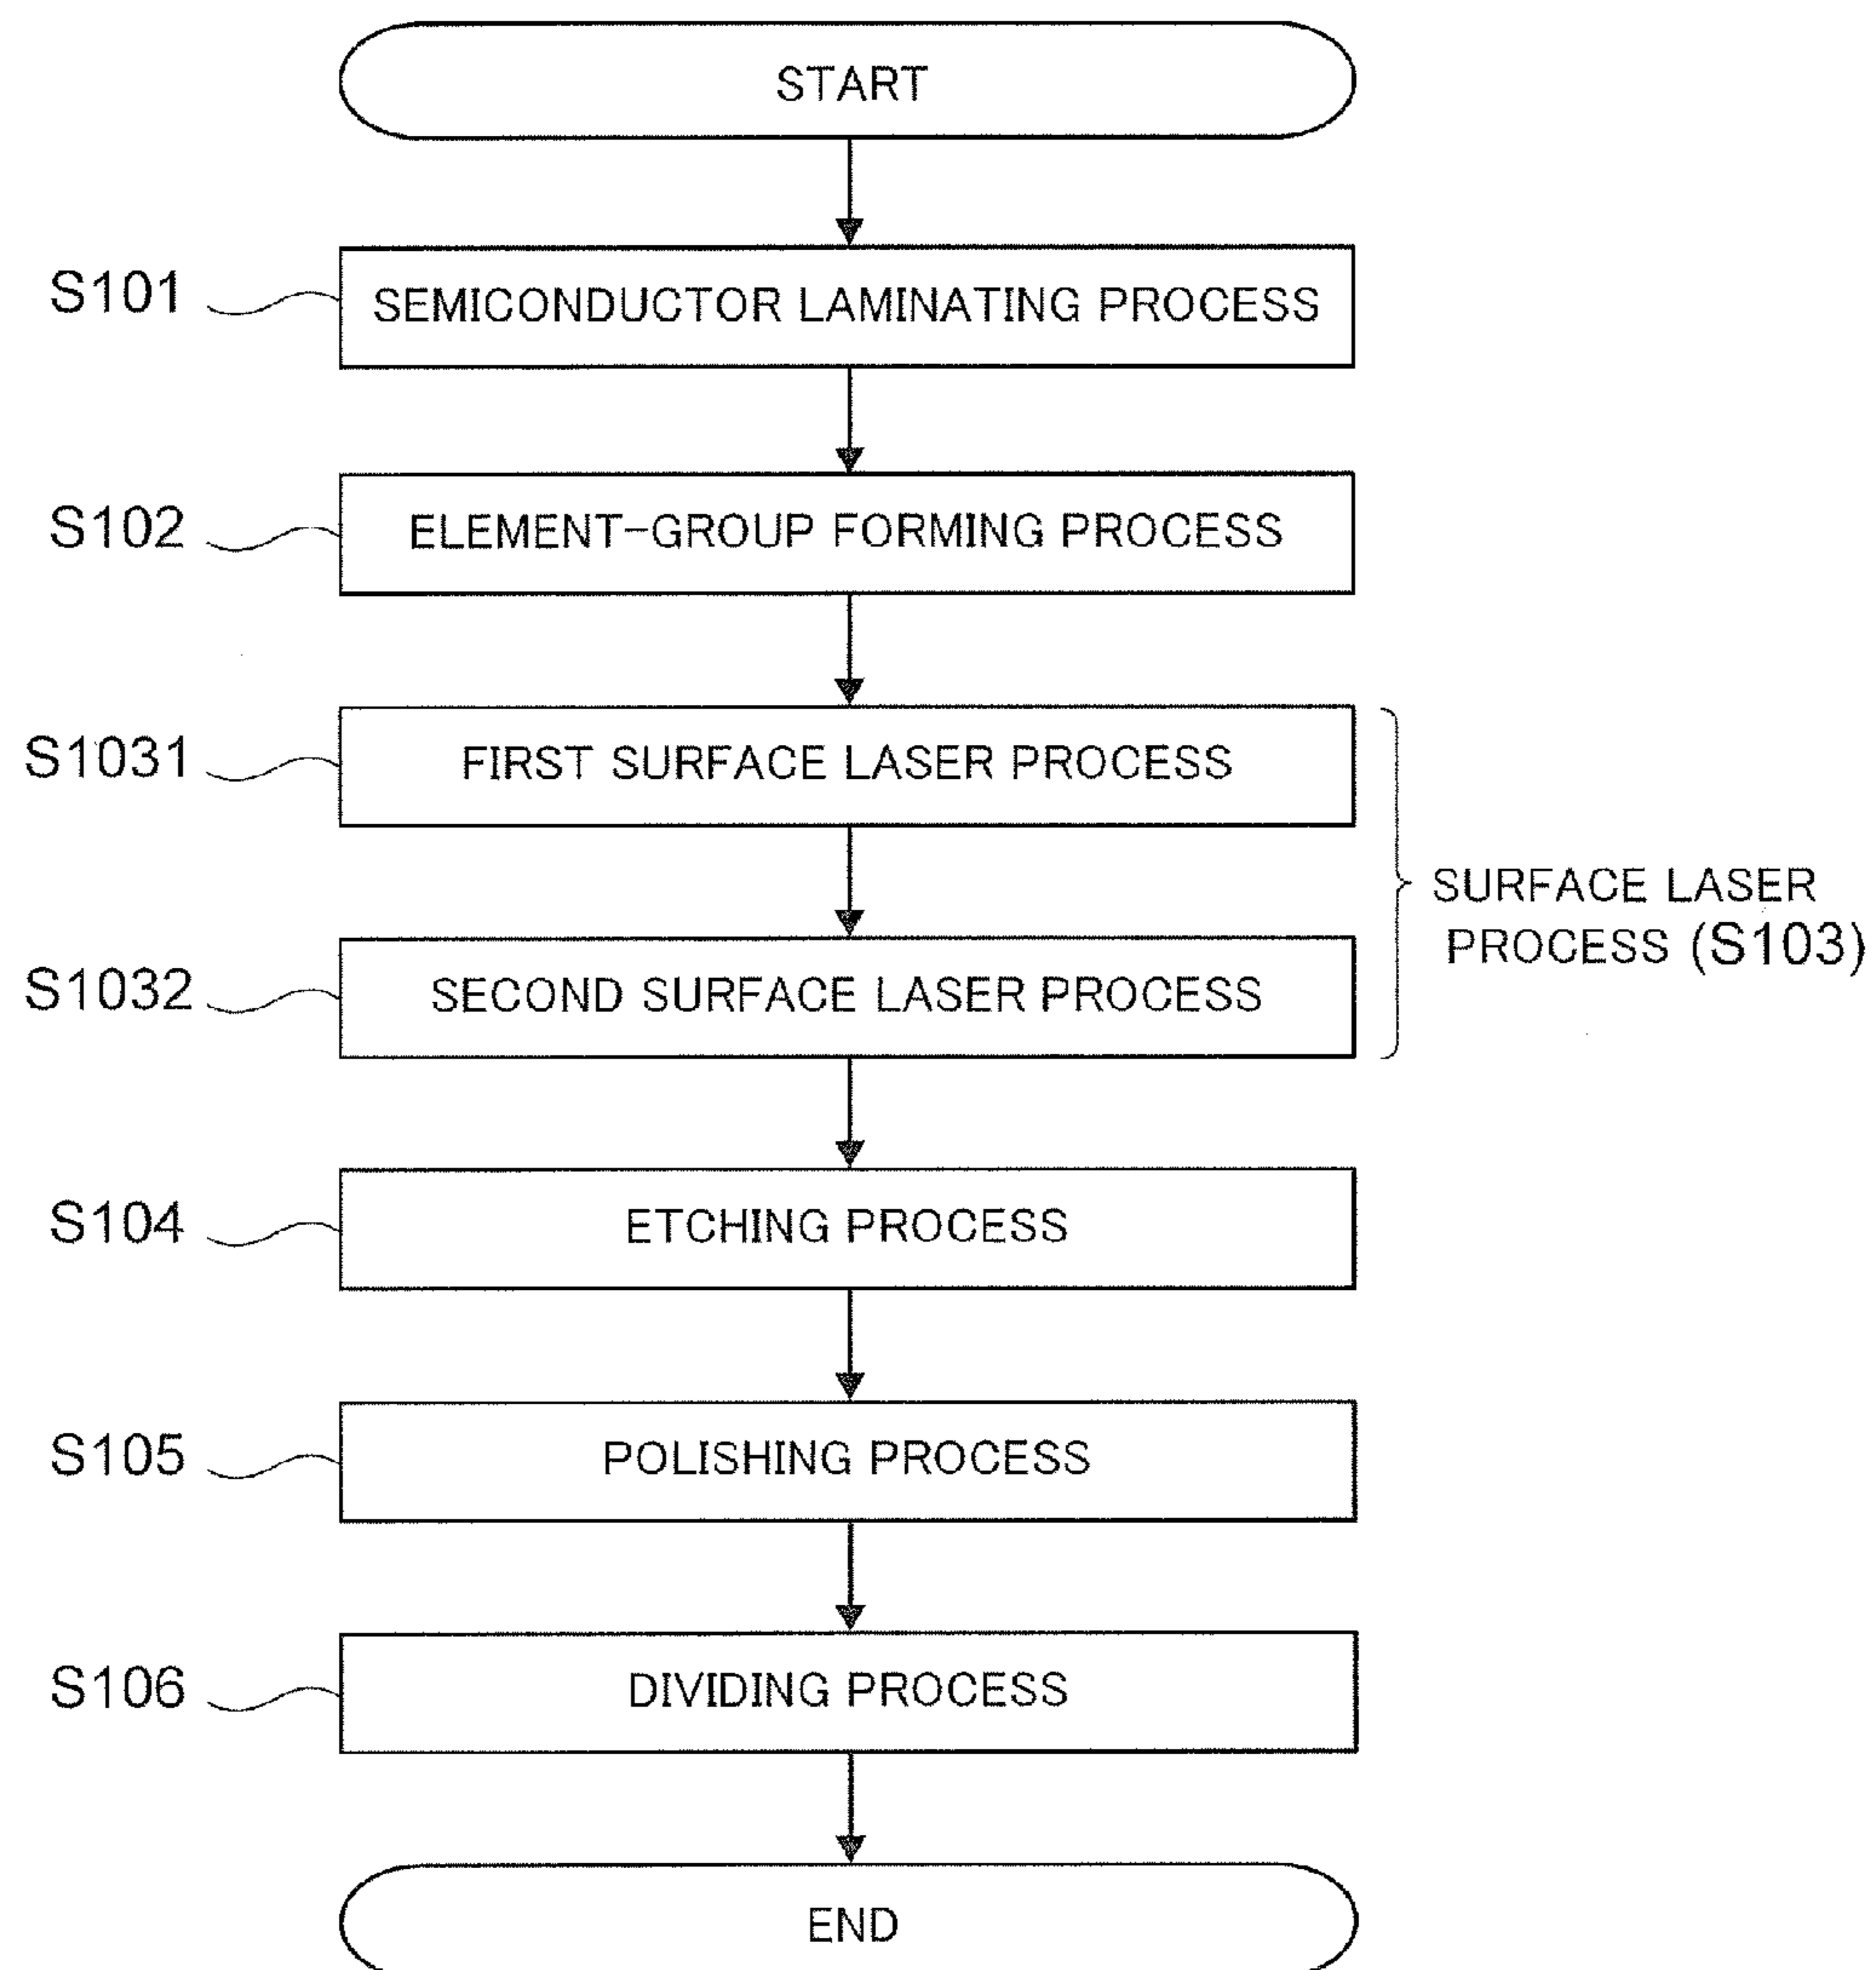 START
S101
SEMICONDUCTOR LAMINATING PROCESS
S102
ELEMENT-GROUP FORMING PROCESS
S1031
FIRST SURFACE LASER PROCESS
SURFACE LASER
PROCESS (S103)
S1032
SECOND SURFACE LASER PROCESS
S104
ETCHING PROCESS
S105
POLISHING PROCESS
S106
DIVIDING PROCESS
END